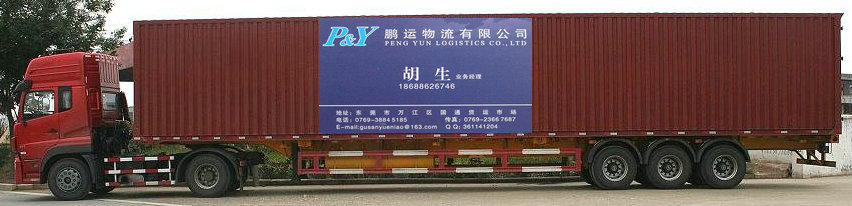 P&Y 鹏运物流有限公司
PENG YUN LOGISTICS CO.,LTD
胡 生 业务经理
18688626746
地址：东莞市万江区国通货运市场
电话：0769-3884 5185 传真：0769-2366 7687
E-mail:gusanyueniao@163.com Q Q: 361141204